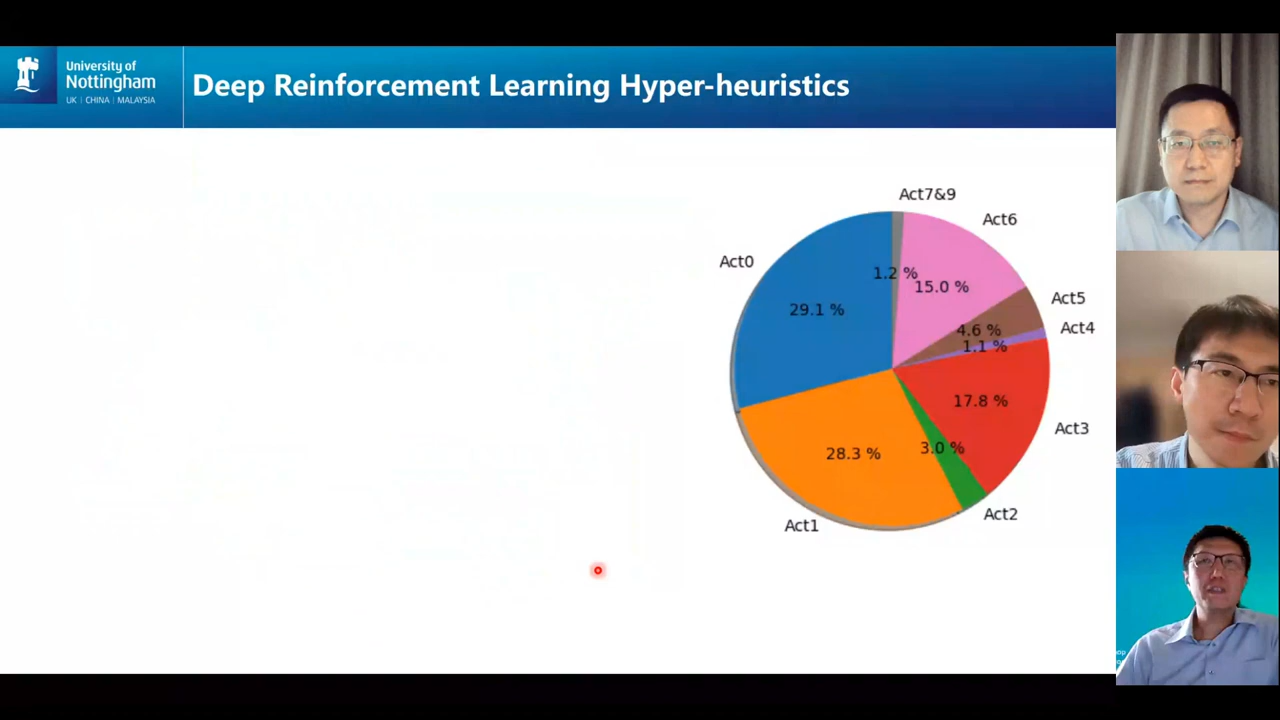 University of
Nottingham
UK | CHINA | MALAYSIA
Deep Reinforcement Learning Hyper-heuristics
Act7&9
Act6
Act0
1.2 %
15.0 %
Act5
29.1 %
4.6 %
Act4
1.1 %
17.8 %
Act3
28.3 %
3.0 %
Act2
Act1